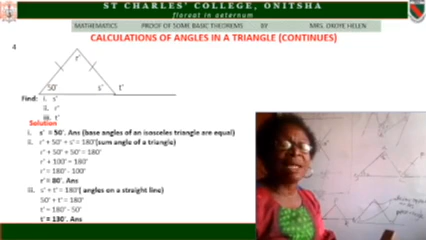 ST CHARLES' COLLEGE, ONITSHA
floreat in aeternum
MATHEMATICS PROOF OF SOME BASIC THEOREMS BY MRS. OKOYE HELEN
CALCULATIONS OF ANGLES IN A TRIANGLE (CONTINUES)
4
r°
50° s° t°
Find: i. s°
ii. r°
iii. t°
Solution
i. s° = 50°. Ans (base angles of an isosceles triangle are equal)
ii. r° + 50° + s° = 180°(sum angle of a triangle)
r° + 50° + 50° = 180°
r° + 100° = 180°
r° = 180° - 100°
r° = 80°. Ans
iii. s° + t° = 180°( angles on a straight line)
50° + t° = 180°
t° = 180° - 50°
t° = 130°. Ans